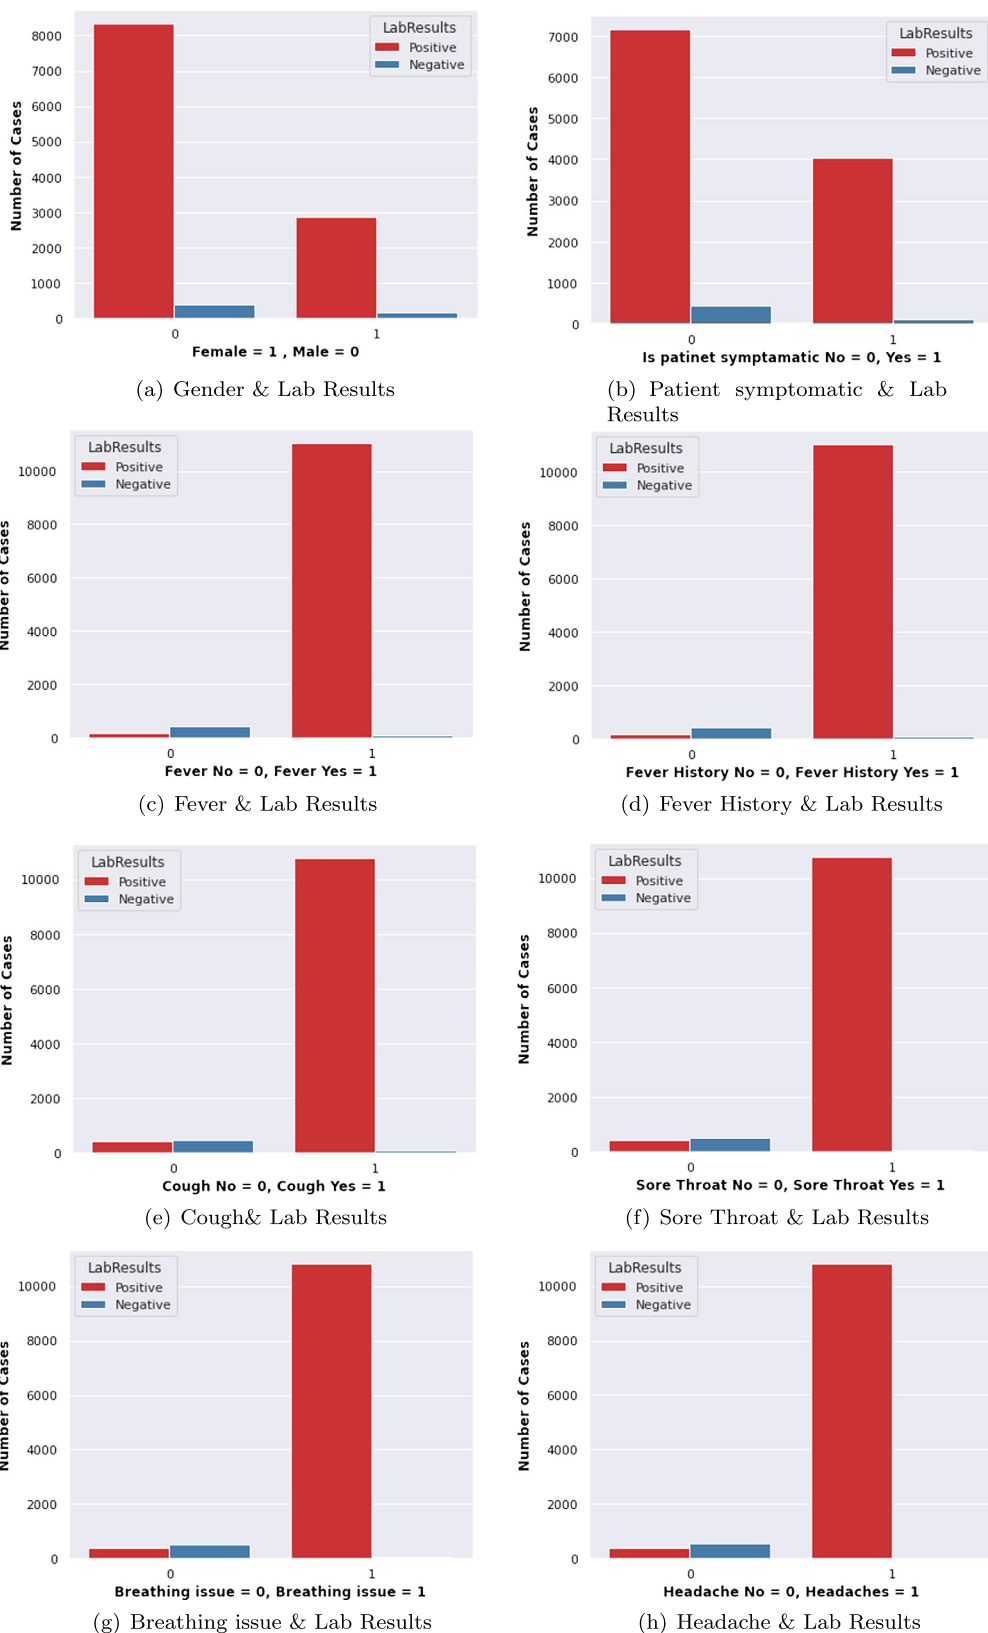 LabResults
Positive
Negative
8000
7000
6000
5000
4000
3000
2000
1000
0
Number of Cases
0 1
Female = 1 , Male = 0
(a) Gender & Lab Results
LabResults
Positive
Negative
7000
6000
5000
4000
3000
2000
1000
0
Number of Cases
0 1
Is patinet symptamatic No = 0, Yes = 1
(b) Patient symptomatic & Lab
Results
LabResults
Positive
Negative
10000
8000
6000
4000
2000
0
Number of Cases
0 1
Fever No = 0, Fever Yes = 1
(c) Fever & Lab Results
LabResults
Positive
Negative
10000
8000
6000
4000
2000
0
Number of Cases
0 1
Fever History No = 0, Fever History Yes = 1
(d) Fever History & Lab Results
LabResults
Positive
Negative
10000
8000
6000
4000
2000
0
Number of Cases
0 1
Cough No = 0, Cough Yes = 1
(e) Cough& Lab Results
LabResults
Positive
Negative
10000
8000
6000
4000
2000
0
Number of Cases
0 1
Sore Throat No = 0, Sore Throat Yes = 1
(f) Sore Throat & Lab Results
LabResults
Positive
Negative
10000
8000
6000
4000
2000
0
Number of Cases
0 1
Breathing issue = 0, Breathing issue = 1
(g) Breathing issue & Lab Results
LabResults
Positive
Negative
10000
8000
6000
4000
2000
0
Number of Cases
0 1
Headache No = 0, Headaches = 1
(h) Headache & Lab Results